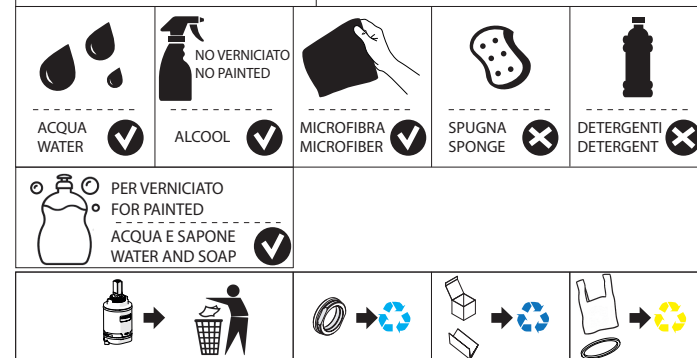 NO VERNICIATO
NO PAINTED
ACQUA
WATER
ALCOOL
MICROFIBRA
MICROFIBER
SPUGNA
SPONGE
DETERGENTI
DETERGENT
PER VERNICIATO
FOR PAINTED
ACQUA E SAPONE
WATER AND SOAP